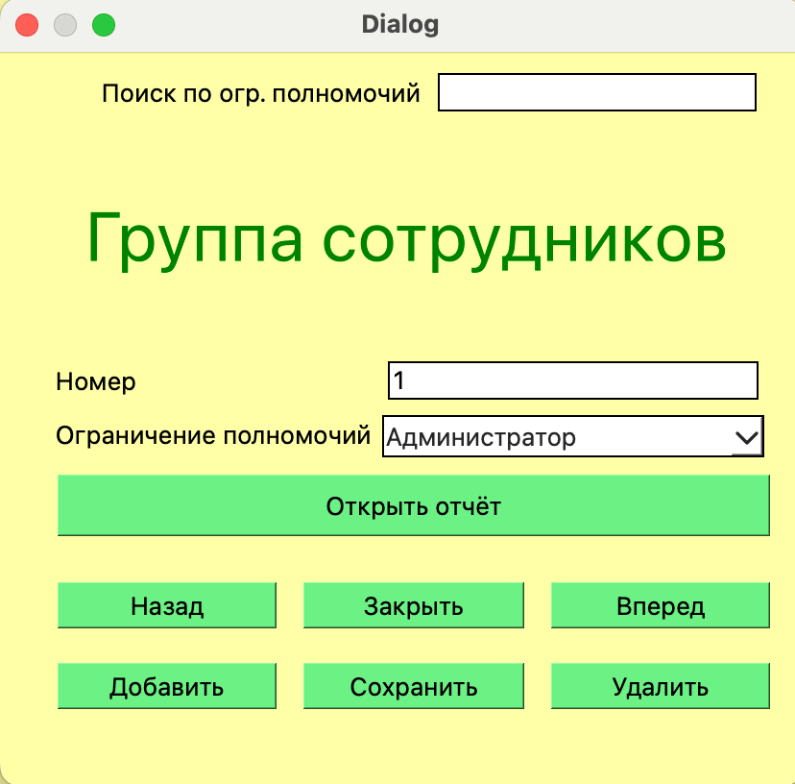 Dialog
Поиск по огр. полномочий
Группа сотрудников
Номер 1
Ограничение полномочий Администратор
Открыть отчёт
Назад Закрыть Вперед
Добавить Сохранить Удалить